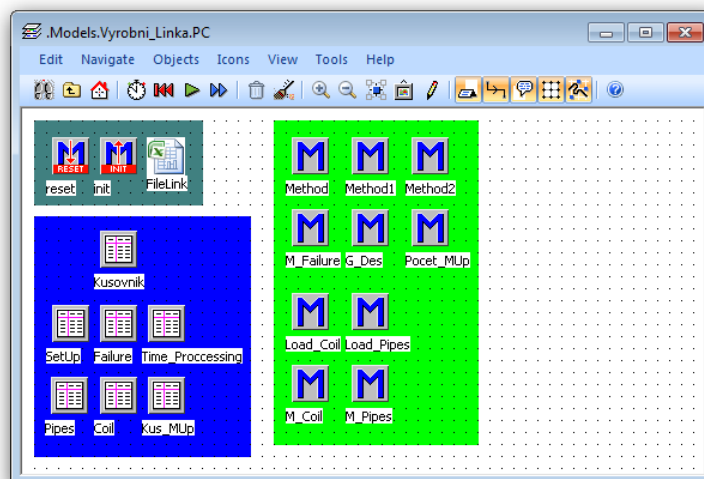 .Models.Vyrobni_Linka.PC
Edit Navigate Objects Icons View Tools Help
RESET INIT
reset init FileLink
Method Method1 Method2
Kusovnik
M_Failure G_Des Pocet_MUp
SetUp Failure Time_Proccessing
Load_Coil Load_Pipes
Pipes Coil Kus_MUp
M_Coil M_Pipes